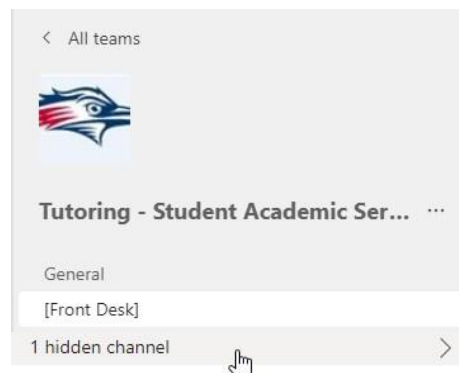 < All teams
Tutoring - Student Academic Ser... ...
General
[Front Desk]
1 hidden channel >